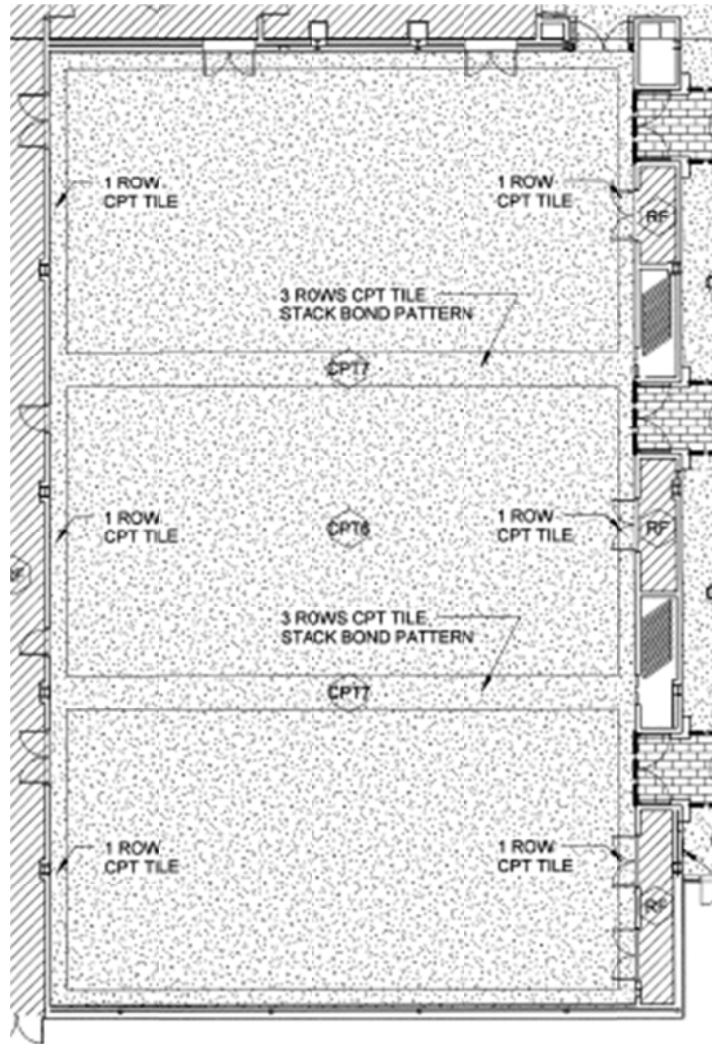 1 ROW
CPT TILE
1 ROW
CPT TILE
RF
3 ROWS CPT TILE
STACK BOND PATTERN
CPT7
1 ROW
CPT TILE
CPT6
1 ROW
CPT TILE
RF
3 ROWS CPT TILE
STACK BOND PATTERN
CPT7
1 ROW
CPT TILE
1 ROW
CPT TILE
RF